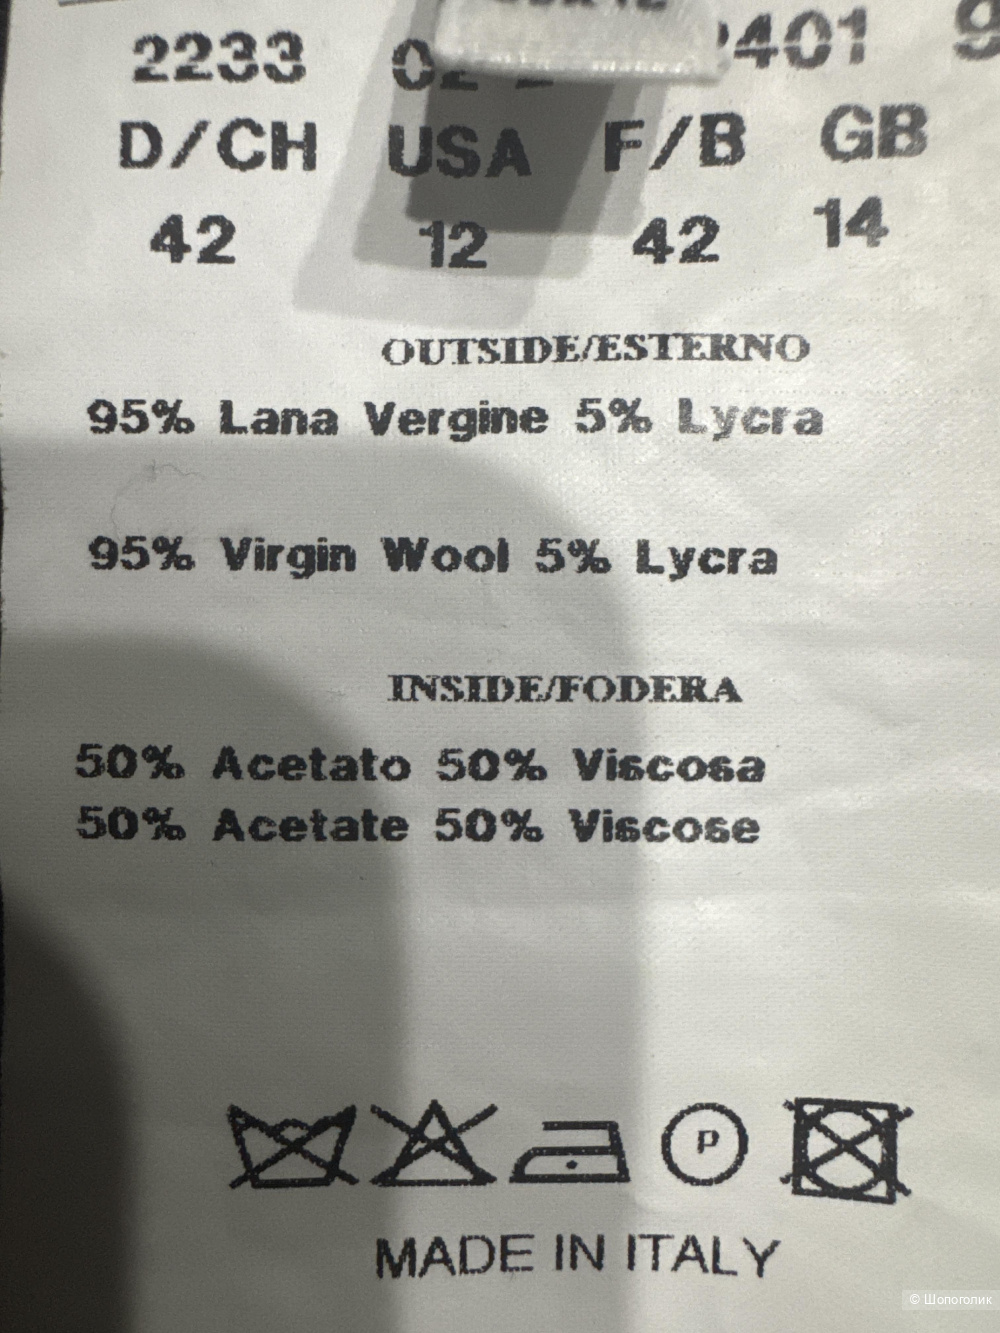 2233 2401
D/CH USA F/B GB
42 12 42 14
OUTSIDE/ESTERNO
95% Lana Vergine 5% Lycra
95% Virgin Wool 5% Lycra
INSIDE/FODERA
50% Acetato 50% Viscosa
50% Acetate 50% Viscose
P
MADE IN ITALY
© Шопоголик